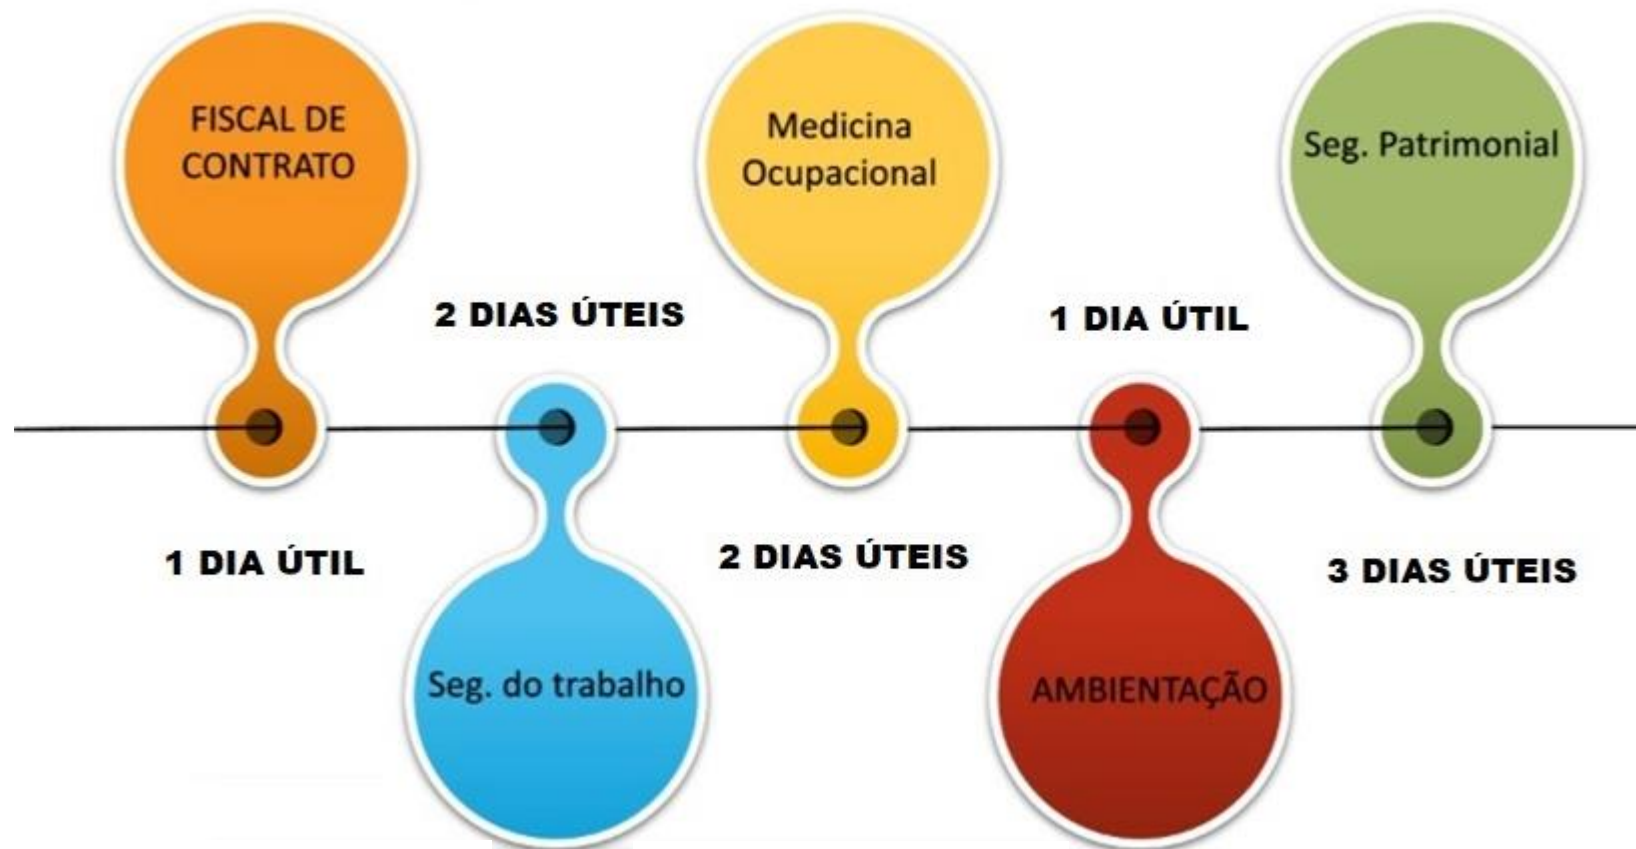 FISCAL DE
CONTRATO
1 DIA ÚTIL
2 DIAS ÚTEIS
Seg. do trabalho
Medicina
Ocupacional
2 DIAS ÚTEIS
1 DIA ÚTIL
AMBIENTAÇÃO
Seg. Patrimonial
3 DIAS ÚTEIS